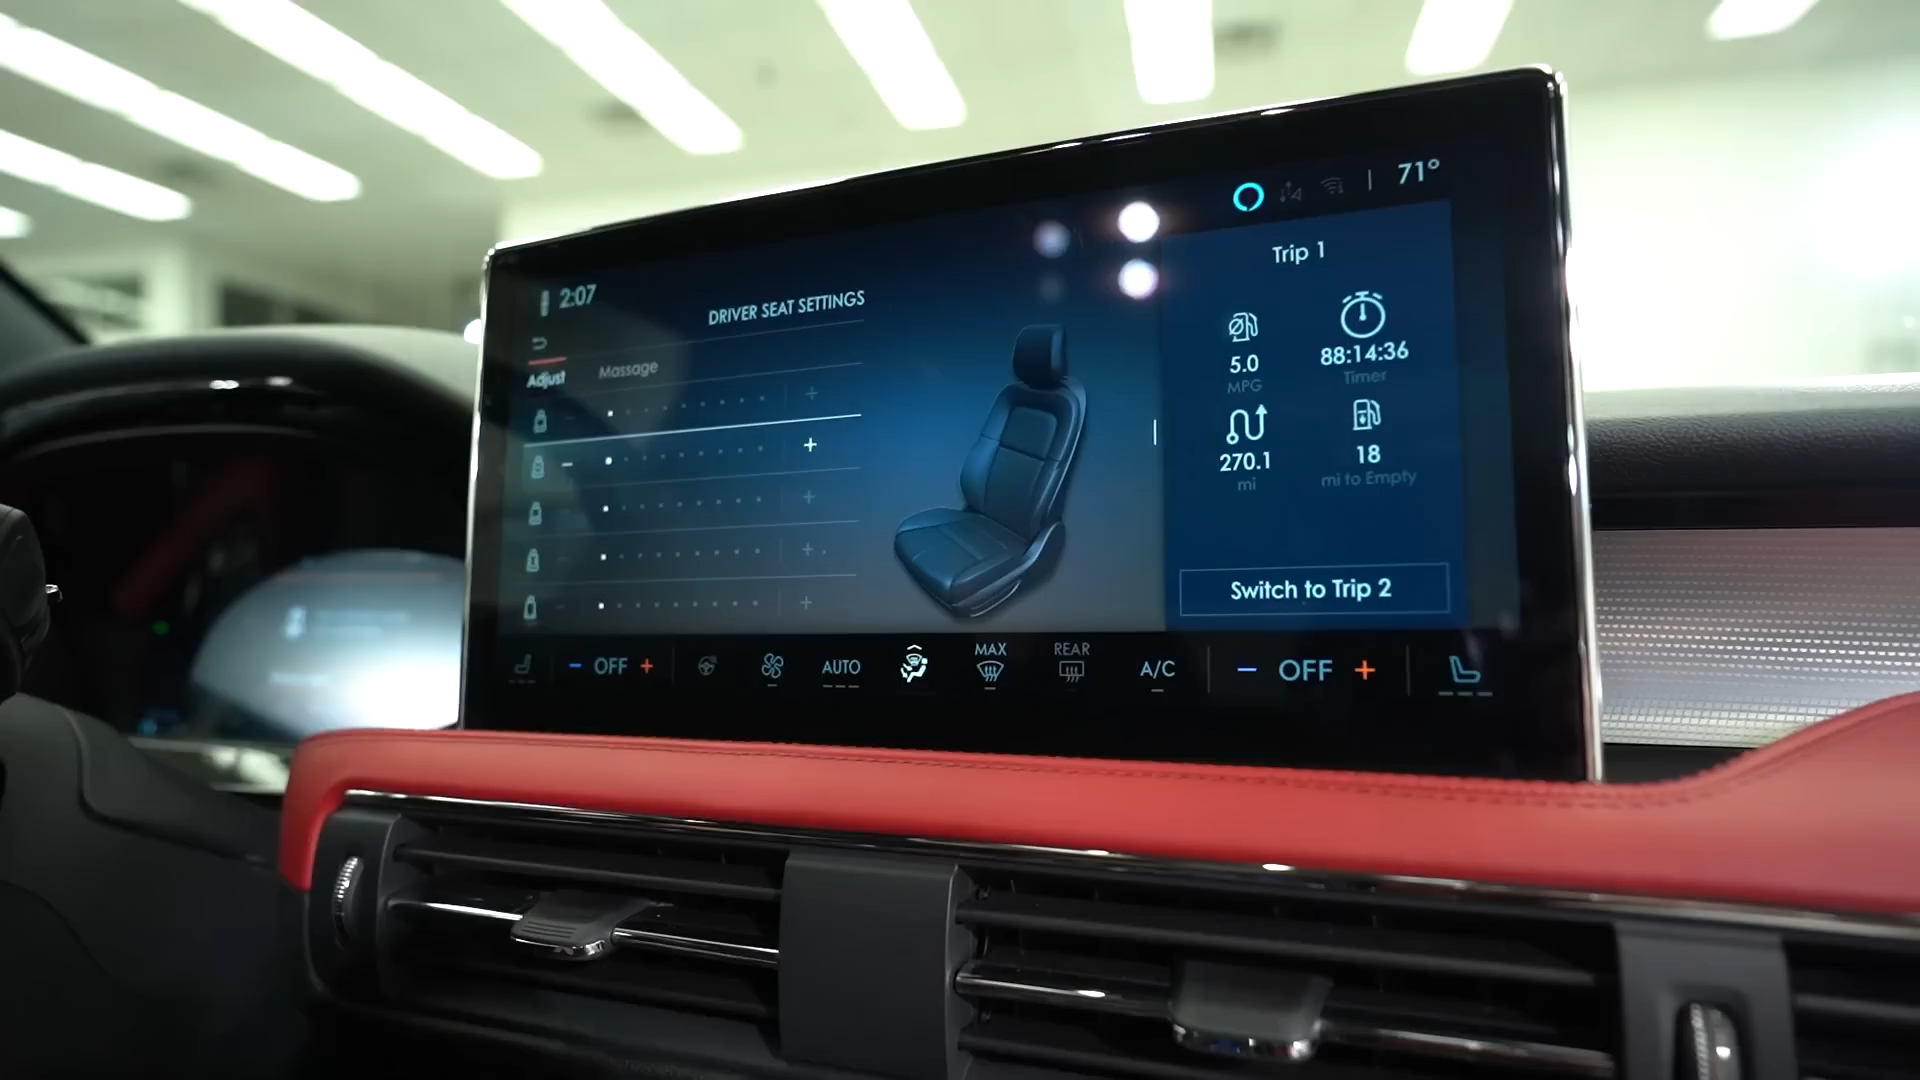 71°
2:07
DRIVER SEAT SETTINGS
Adjust
Massage
Trip 1
5.0
MPG
88:14:36
Timer
270.1
mi
18
mi to Empty
Switch to Trip 2
− OFF +
AUTO
MAX
REAR
A/C
− OFF +